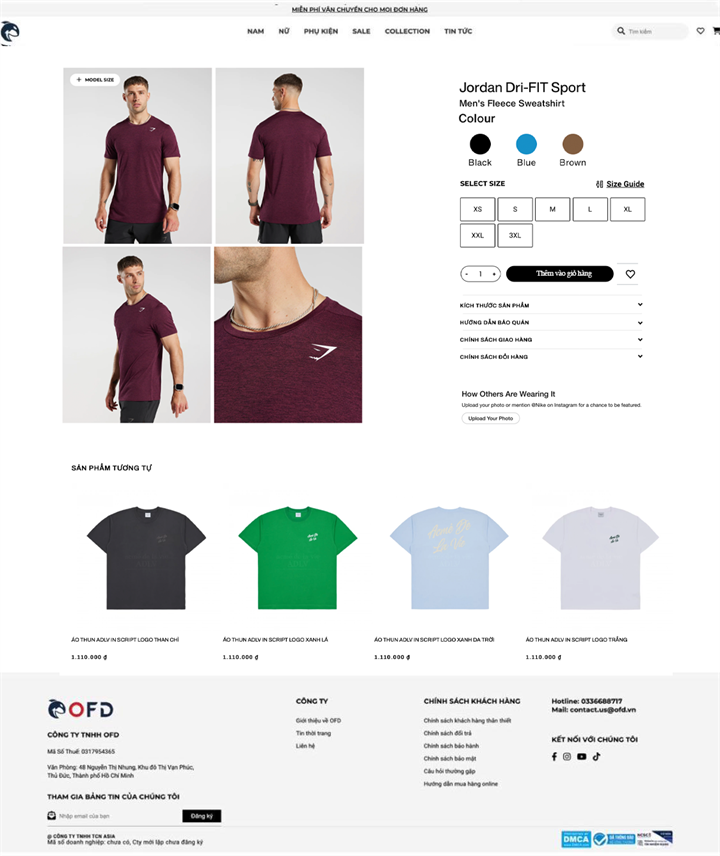 MIỄN PHÍ VẬN CHUYỂN CHO MỌI ĐƠN HÀNG
NAM NỮ PHỤ KIỆN SALE COLLECTION TIN TỨC
Tìm kiếm
+ MODEL SIZE
Jordan Dri-FIT Sport
Men's Fleece Sweatshirt
Colour
Black Blue Brown
SELECT SIZE Size Guide
XS S M L XL
XXL 3XL
- 1 + Thêm vào giỏ hàng
KÍCH THƯỚC SẢN PHẨM
HƯỚNG DẪN BẢO QUẢN
CHÍNH SÁCH GIAO HÀNG
CHÍNH SÁCH ĐỔI HÀNG
How Others Are Wearing It
Upload your photo or mention @Nike on Instagram for a chance to be featured.
Upload Your Photo
SẢN PHẨM TƯƠNG TỰ
ÁO THUN ADLV IN SCRIPT LOGO THAN CHÌ
1.110.000 ₫
ÁO THUN ADLV IN SCRIPT LOGO XANH LÁ
1.110.000 ₫
ÁO THUN ADLV IN SCRIPT LOGO XANH DA TRỜI
1.110.000 ₫
ÁO THUN ADLV IN SCRIPT LOGO TRẮNG
1.110.000 ₫
OFD
CÔNG TY TNHH OFD
Mã Số Thuế: 0317954365
Văn Phòng: 48 Nguyễn Thị Nhung, Khu đô Thị Vạn Phúc,
Thủ Đức, Thành phố Hồ Chí Minh
THAM GIA BẢNG TIN CỦA CHÚNG TÔI
Nhập email của bạn Đăng ký
CÔNG TY
Giới thiệu về OFD
Tin thời trang
Liên hệ
CHÍNH SÁCH KHÁCH HÀNG
Chính sách khách hàng thân thiết
Chính sách đổi trả
Chính sách bảo hành
Chính sách bảo mật
Câu hỏi thường gặp
Hướng dẫn mua hàng online
Hotline: 0336688717
Mail: contact.us@ofd.vn
KẾT NỐI VỚI CHÚNG TÔI
@ CÔNG TY TNHH TCN ASIA
Mã số doanh nghiệp: chưa có, Cty mới lập chưa đăng ký
DMCA